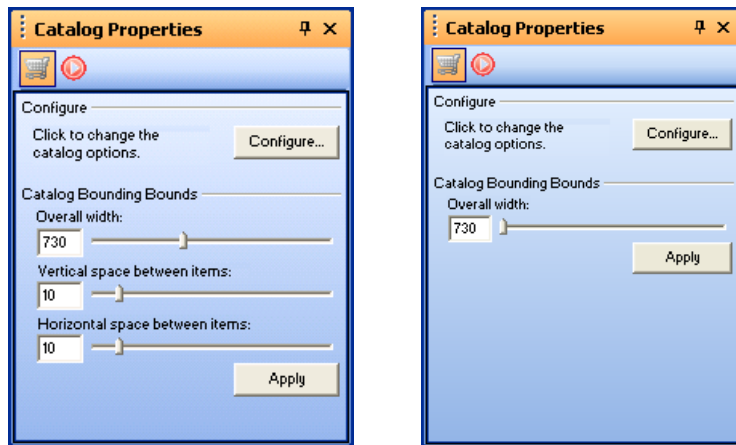 Catalog Properties
Configure
Click to change the
catalog options.
Configure...
Catalog Bounding Bounds
Overall width:
730
Vertical space between items:
10
Horizontal space between items:
10
Apply
Catalog Properties
Configure
Click to change the
catalog options.
Configure...
Catalog Bounding Bounds
Overall width:
730
Apply